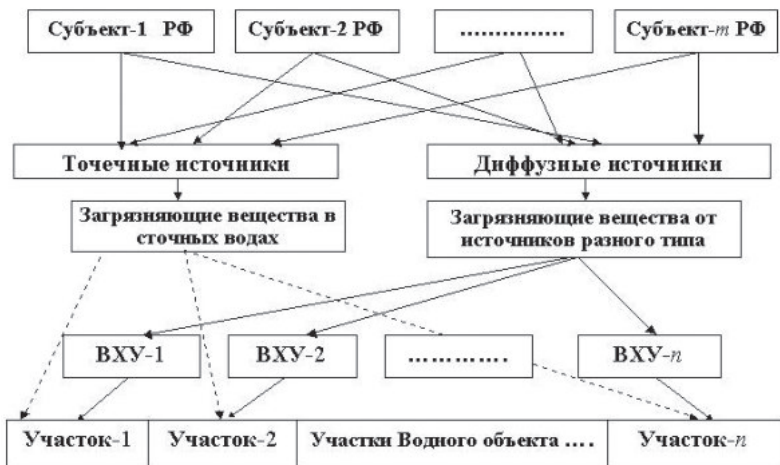 Субъект-1 РФ
Субъект-2 РФ
……………
Субъект-m РФ
Точечные источники
Диффузные источники
Загрязняющие вещества в
сточных водах
Загрязняющие вещества от
источников разного типа
ВХУ-1
ВХУ-2
………….
ВХУ-n
Участок-1
Участок-2
Участки Водного объекта ….
Участок-n